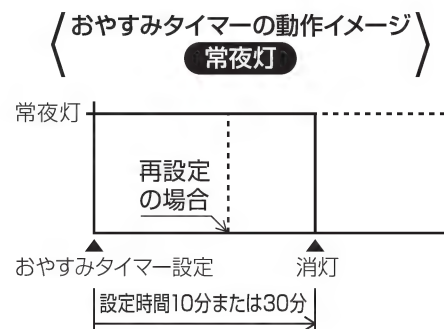 おやすみタイマーの動作イメージ
常夜灯
常夜灯
再設定
の場合
おやすみタイマー設定
消灯
設定時間10分または30分